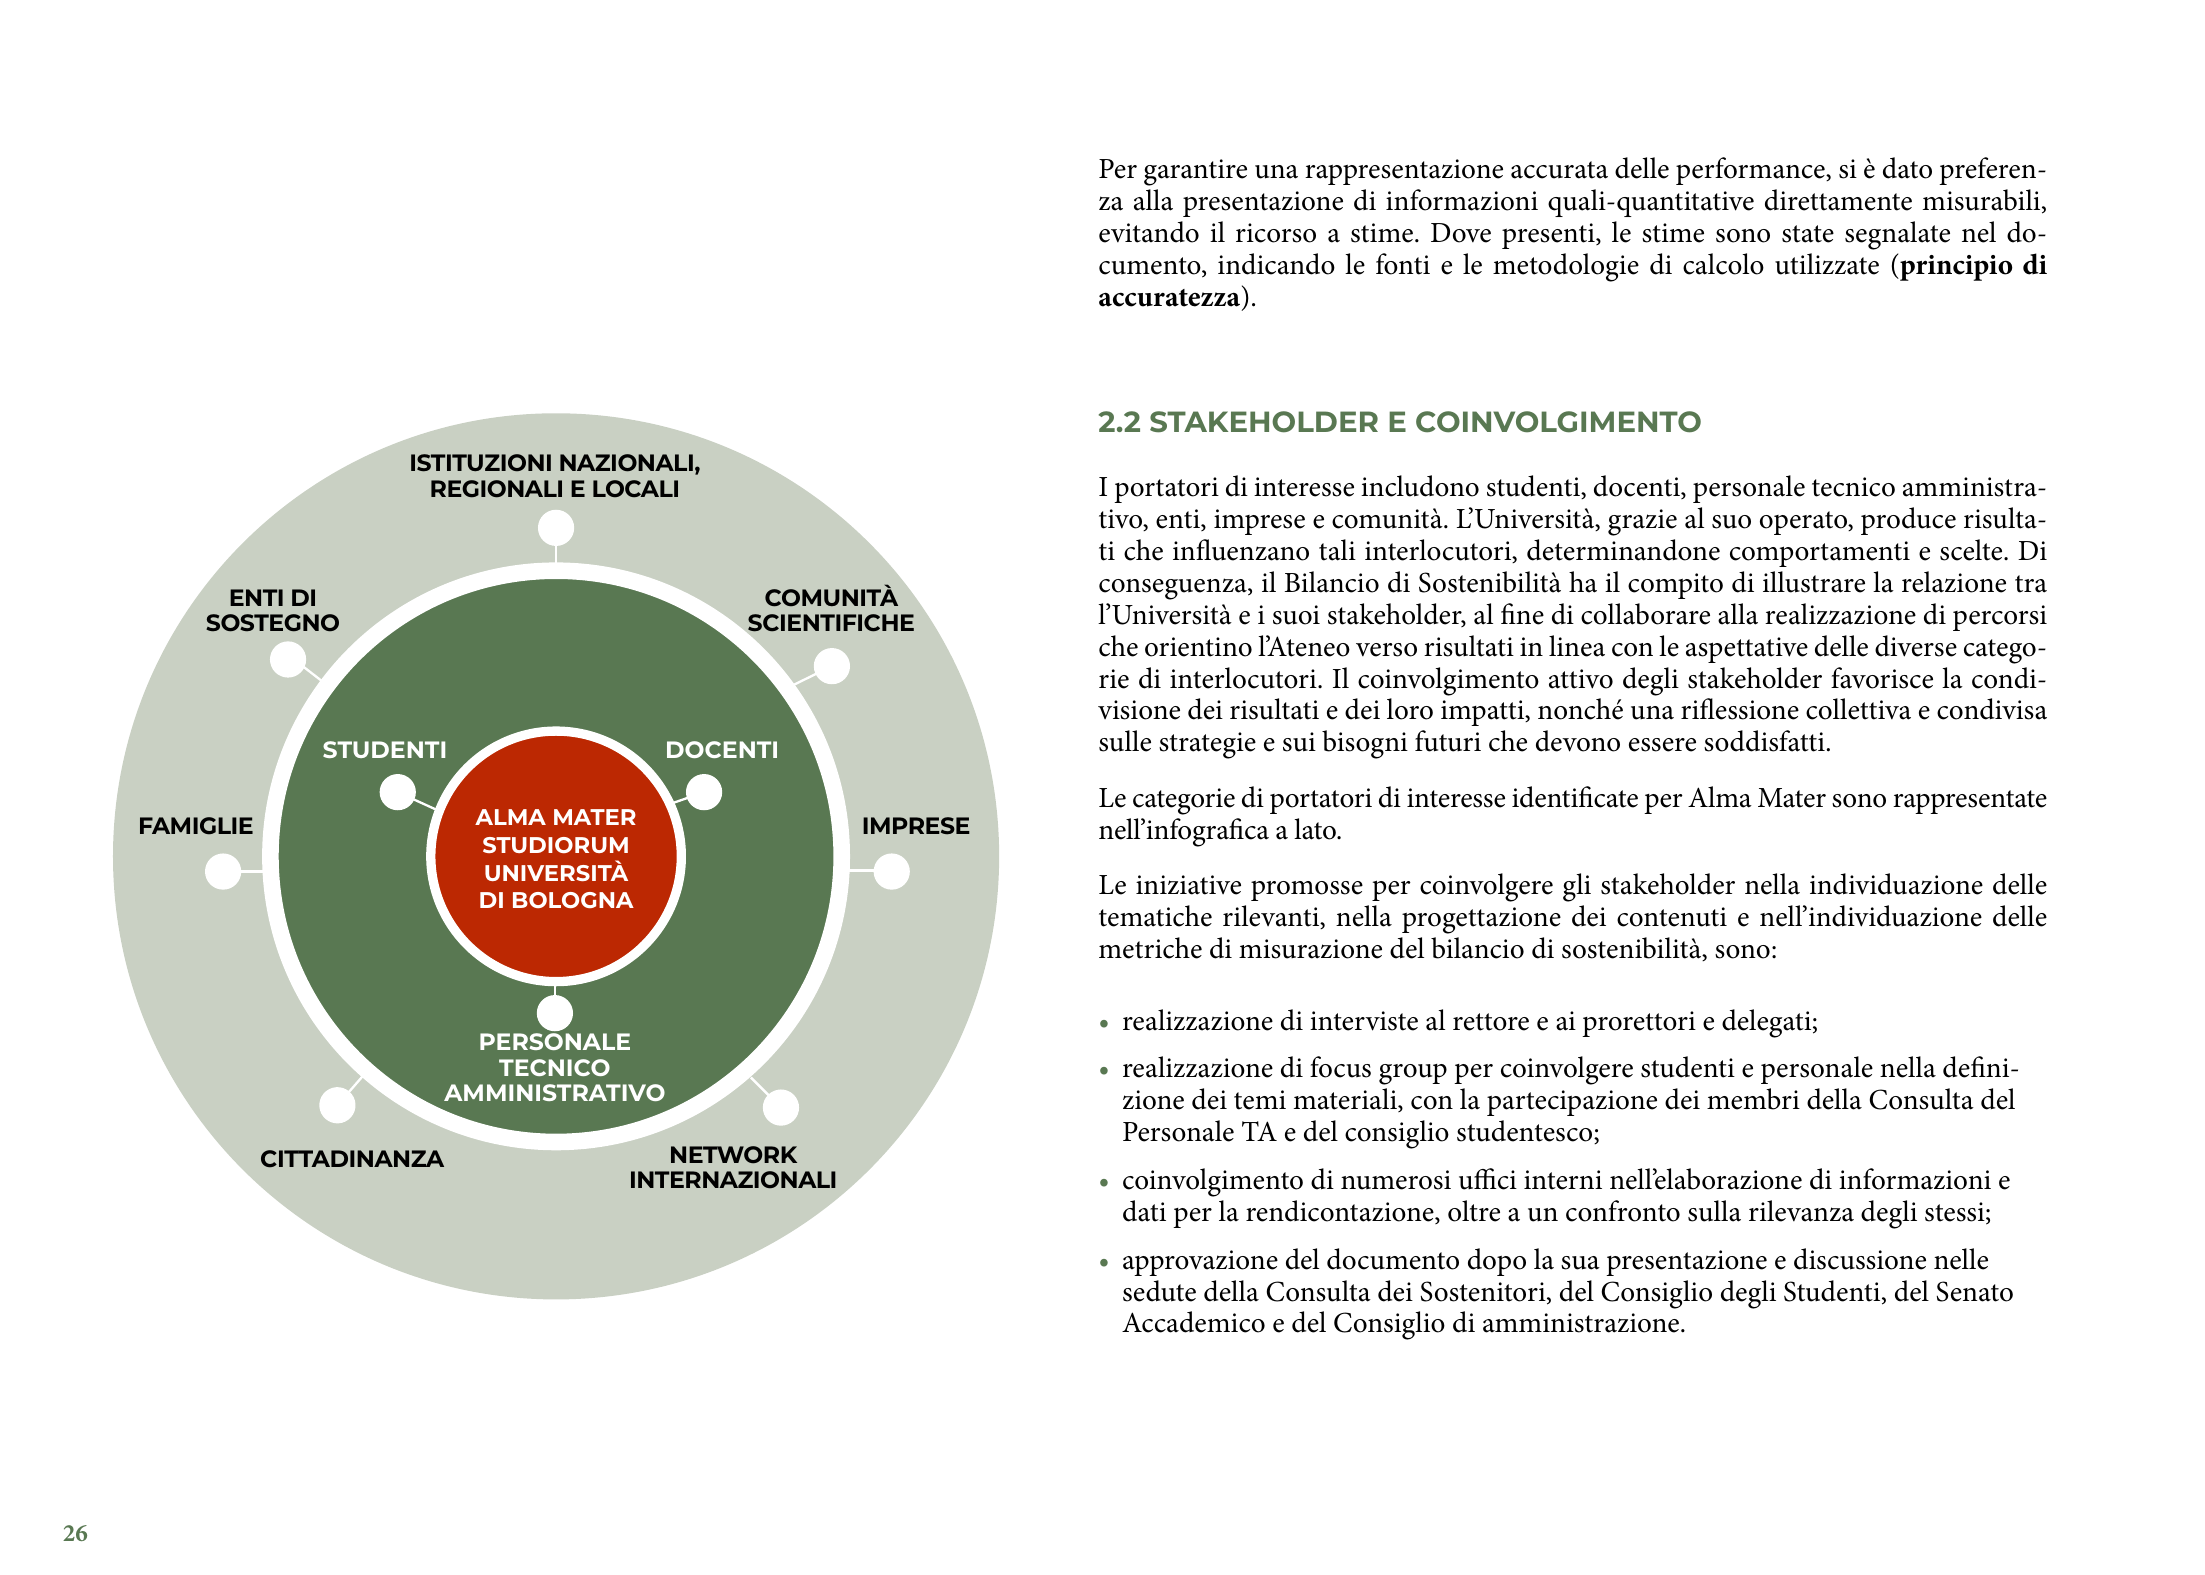 ISTITUZIONI NAZIONALI,
REGIONALI E LOCALI
ENTI DI
SOSTEGNO
COMUNITÀ
SCIENTIFICHE
STUDENTI
DOCENTI
FAMIGLIE
ALMA MATER
STUDIORUM
UNIVERSITÀ
DI BOLOGNA
IMPRESE
PERSONALE
TECNICO
AMMINISTRATIVO
CITTADINANZA
NETWORK
INTERNAZIONALI
Per garantire una rappresentazione accurata delle performance, si è dato preferen-
za alla presentazione di informazioni quali-quantitative direttamente misurabili,
evitando il ricorso a stime. Dove presenti, le stime sono state segnalate nel do-
cumento, indicando le fonti e le metodologie di calcolo utilizzate (principio di
accuratezza).
2.2 STAKEHOLDER E COINVOLGIMENTO
I portatori di interesse includono studenti, docenti, personale tecnico amministra-
tivo, enti, imprese e comunità. L’Università, grazie al suo operato, produce risulta-
ti che influenzano tali interlocutori, determinandone comportamenti e scelte. Di
conseguenza, il Bilancio di Sostenibilità ha il compito di illustrare la relazione tra
l’Università e i suoi stakeholder, al fine di collaborare alla realizzazione di percorsi
che orientino l’Ateneo verso risultati in linea con le aspettative delle diverse catego-
rie di interlocutori. Il coinvolgimento attivo degli stakeholder favorisce la condi-
visione dei risultati e dei loro impatti, nonché una riflessione collettiva e condivisa
sulle strategie e sui bisogni futuri che devono essere soddisfatti.
Le categorie di portatori di interesse identificate per Alma Mater sono rappresentate
nell’infografica a lato.
Le iniziative promosse per coinvolgere gli stakeholder nella individuazione delle
tematiche rilevanti, nella progettazione dei contenuti e nell’individuazione delle
metriche di misurazione del bilancio di sostenibilità, sono:
• realizzazione di interviste al rettore e ai prorettori e delegati;
• realizzazione di focus group per coinvolgere studenti e personale nella defini-
zione dei temi materiali, con la partecipazione dei membri della Consulta del
Personale TA e del consiglio studentesco;
• coinvolgimento di numerosi uffici interni nell’elaborazione di informazioni e
dati per la rendicontazione, oltre a un confronto sulla rilevanza degli stessi;
• approvazione del documento dopo la sua presentazione e discussione nelle
sedute della Consulta dei Sostenitori, del Consiglio degli Studenti, del Senato
Accademico e del Consiglio di amministrazione.
26